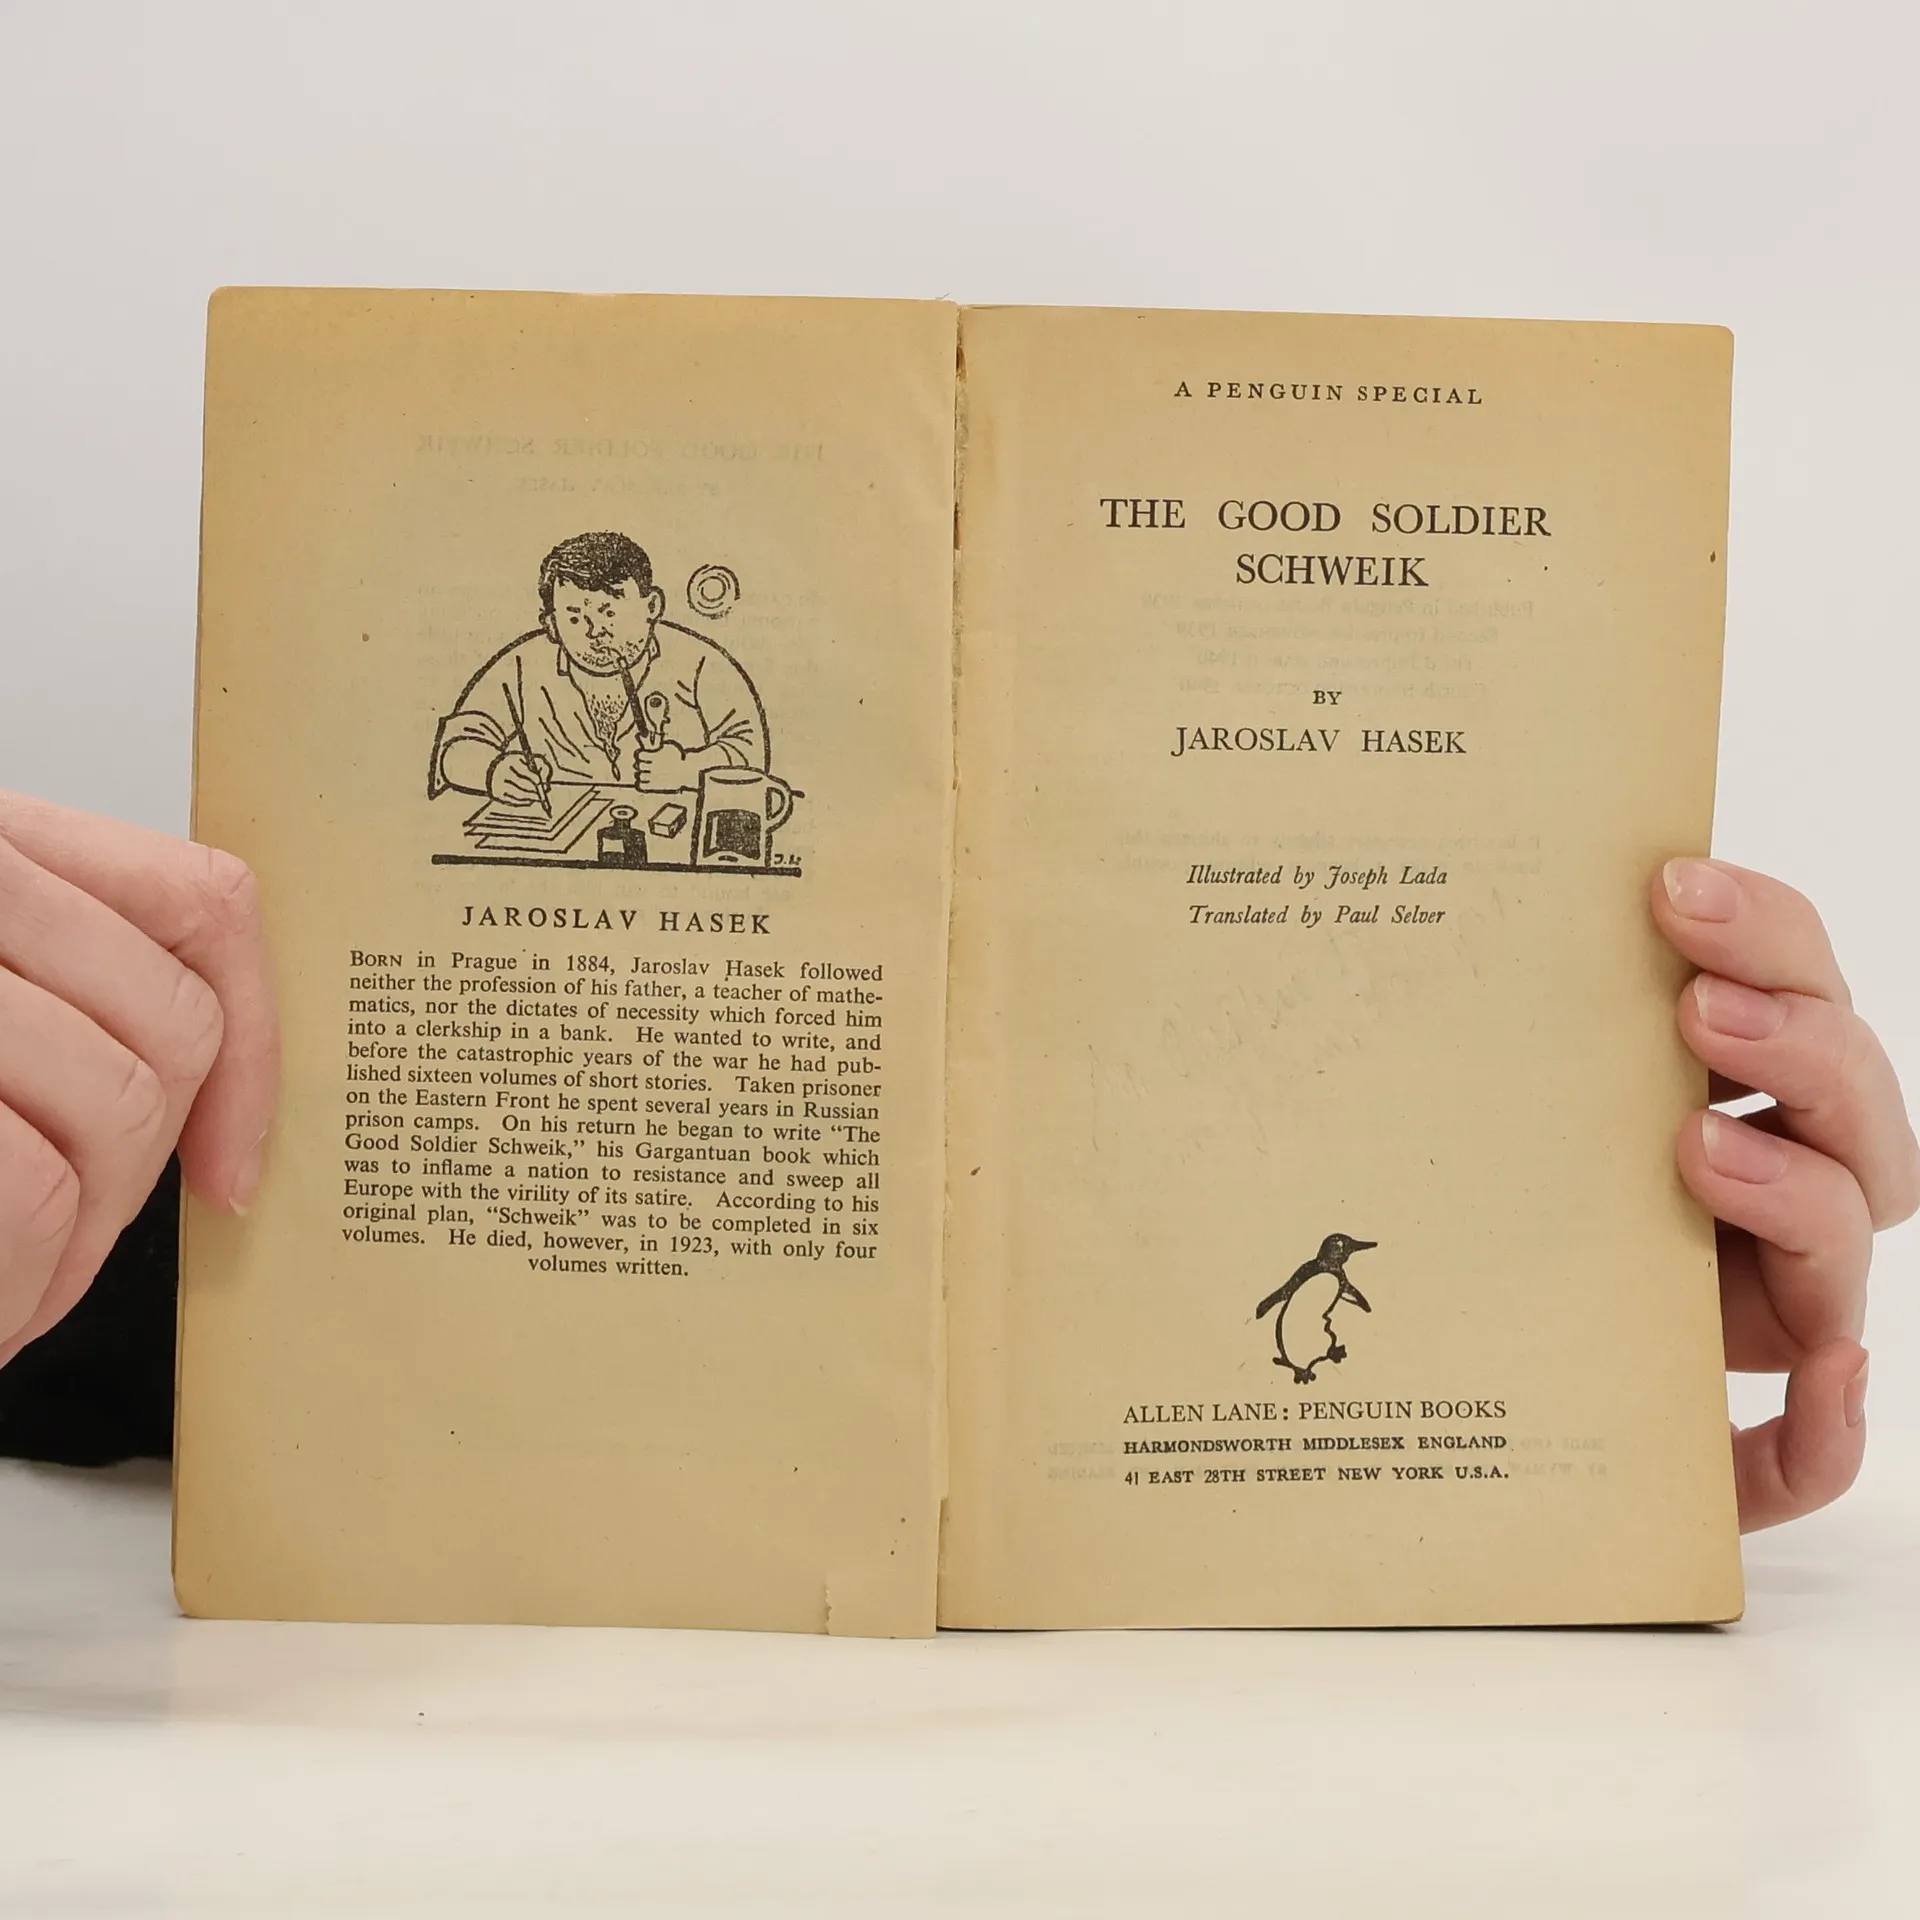 J. L.
JAROSLAV HASEK
BORN in Prague in 1884, Jaroslav Hasek followed
neither the profession of his father, a teacher of mathe-
matics, nor the dictates of necessity which forced him
into a clerkship in a bank. He wanted to write, and
before the catastrophic years of the war he had pub-
lished sixteen volumes of short stories. Taken prisoner
on the Eastern Front he spent several years in Russian
prison camps. On his return he began to write “The
Good Soldier Schweik,” his Gargantuan book which
was to inflame a nation to resistance and sweep all
Europe with the virility of its satire. According to his
original plan, “Schweik” was to be completed in six
volumes. He died, however, in 1923, with only four
volumes written.
A PENGUIN SPECIAL
THE GOOD SOLDIER
SCHWEIK
BY
JAROSLAV HASEK
Illustrated by Joseph Lada
Translated by Paul Selver
ALLEN LANE: PENGUIN BOOKS
HARMONDSWORTH MIDDLESEX ENGLAND
41 EAST 28TH STREET NEW YORK U.S.A.